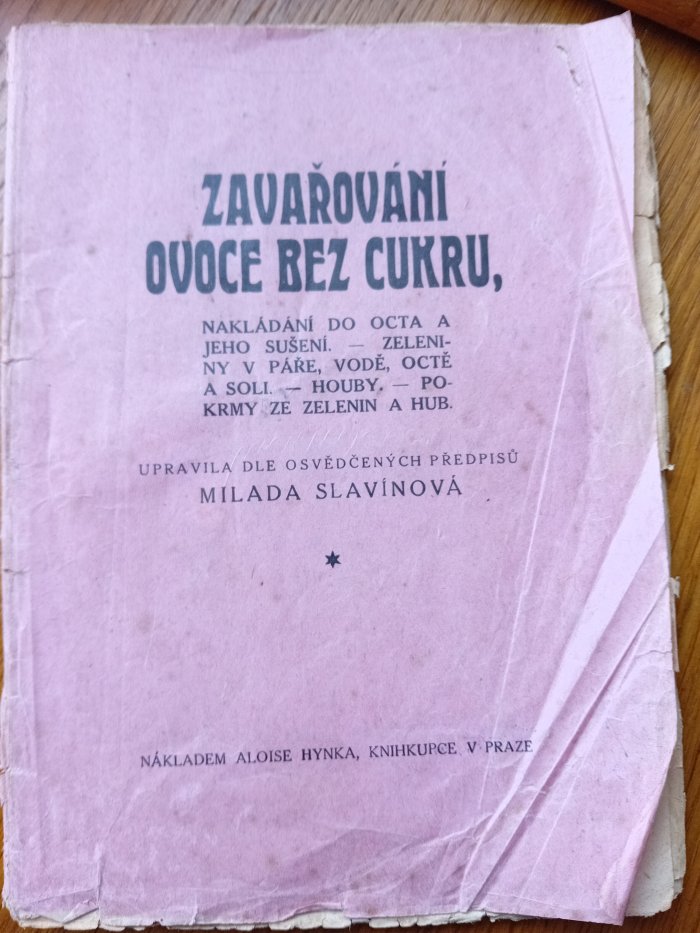 ZAVAŘOVÁNÍ
OVOCE BEZ CUKRU,
NAKLÁDÁNÍ DO OCTA A
JEHO SUŠENÍ. — ZELENI-
NY V PÁŘE, VODĚ, OCTĚ
A SOLI. — HOUBY. — PO-
KRMY ZE ZELENIN A HUB.
UPRAVILA DLE OSVĚDČENÝCH PŘEDPISŮ
MILADA SLAVÍNOVÁ
NÁKLADEM ALOISE HYNKA, KNIHKUPCE V PRAZE